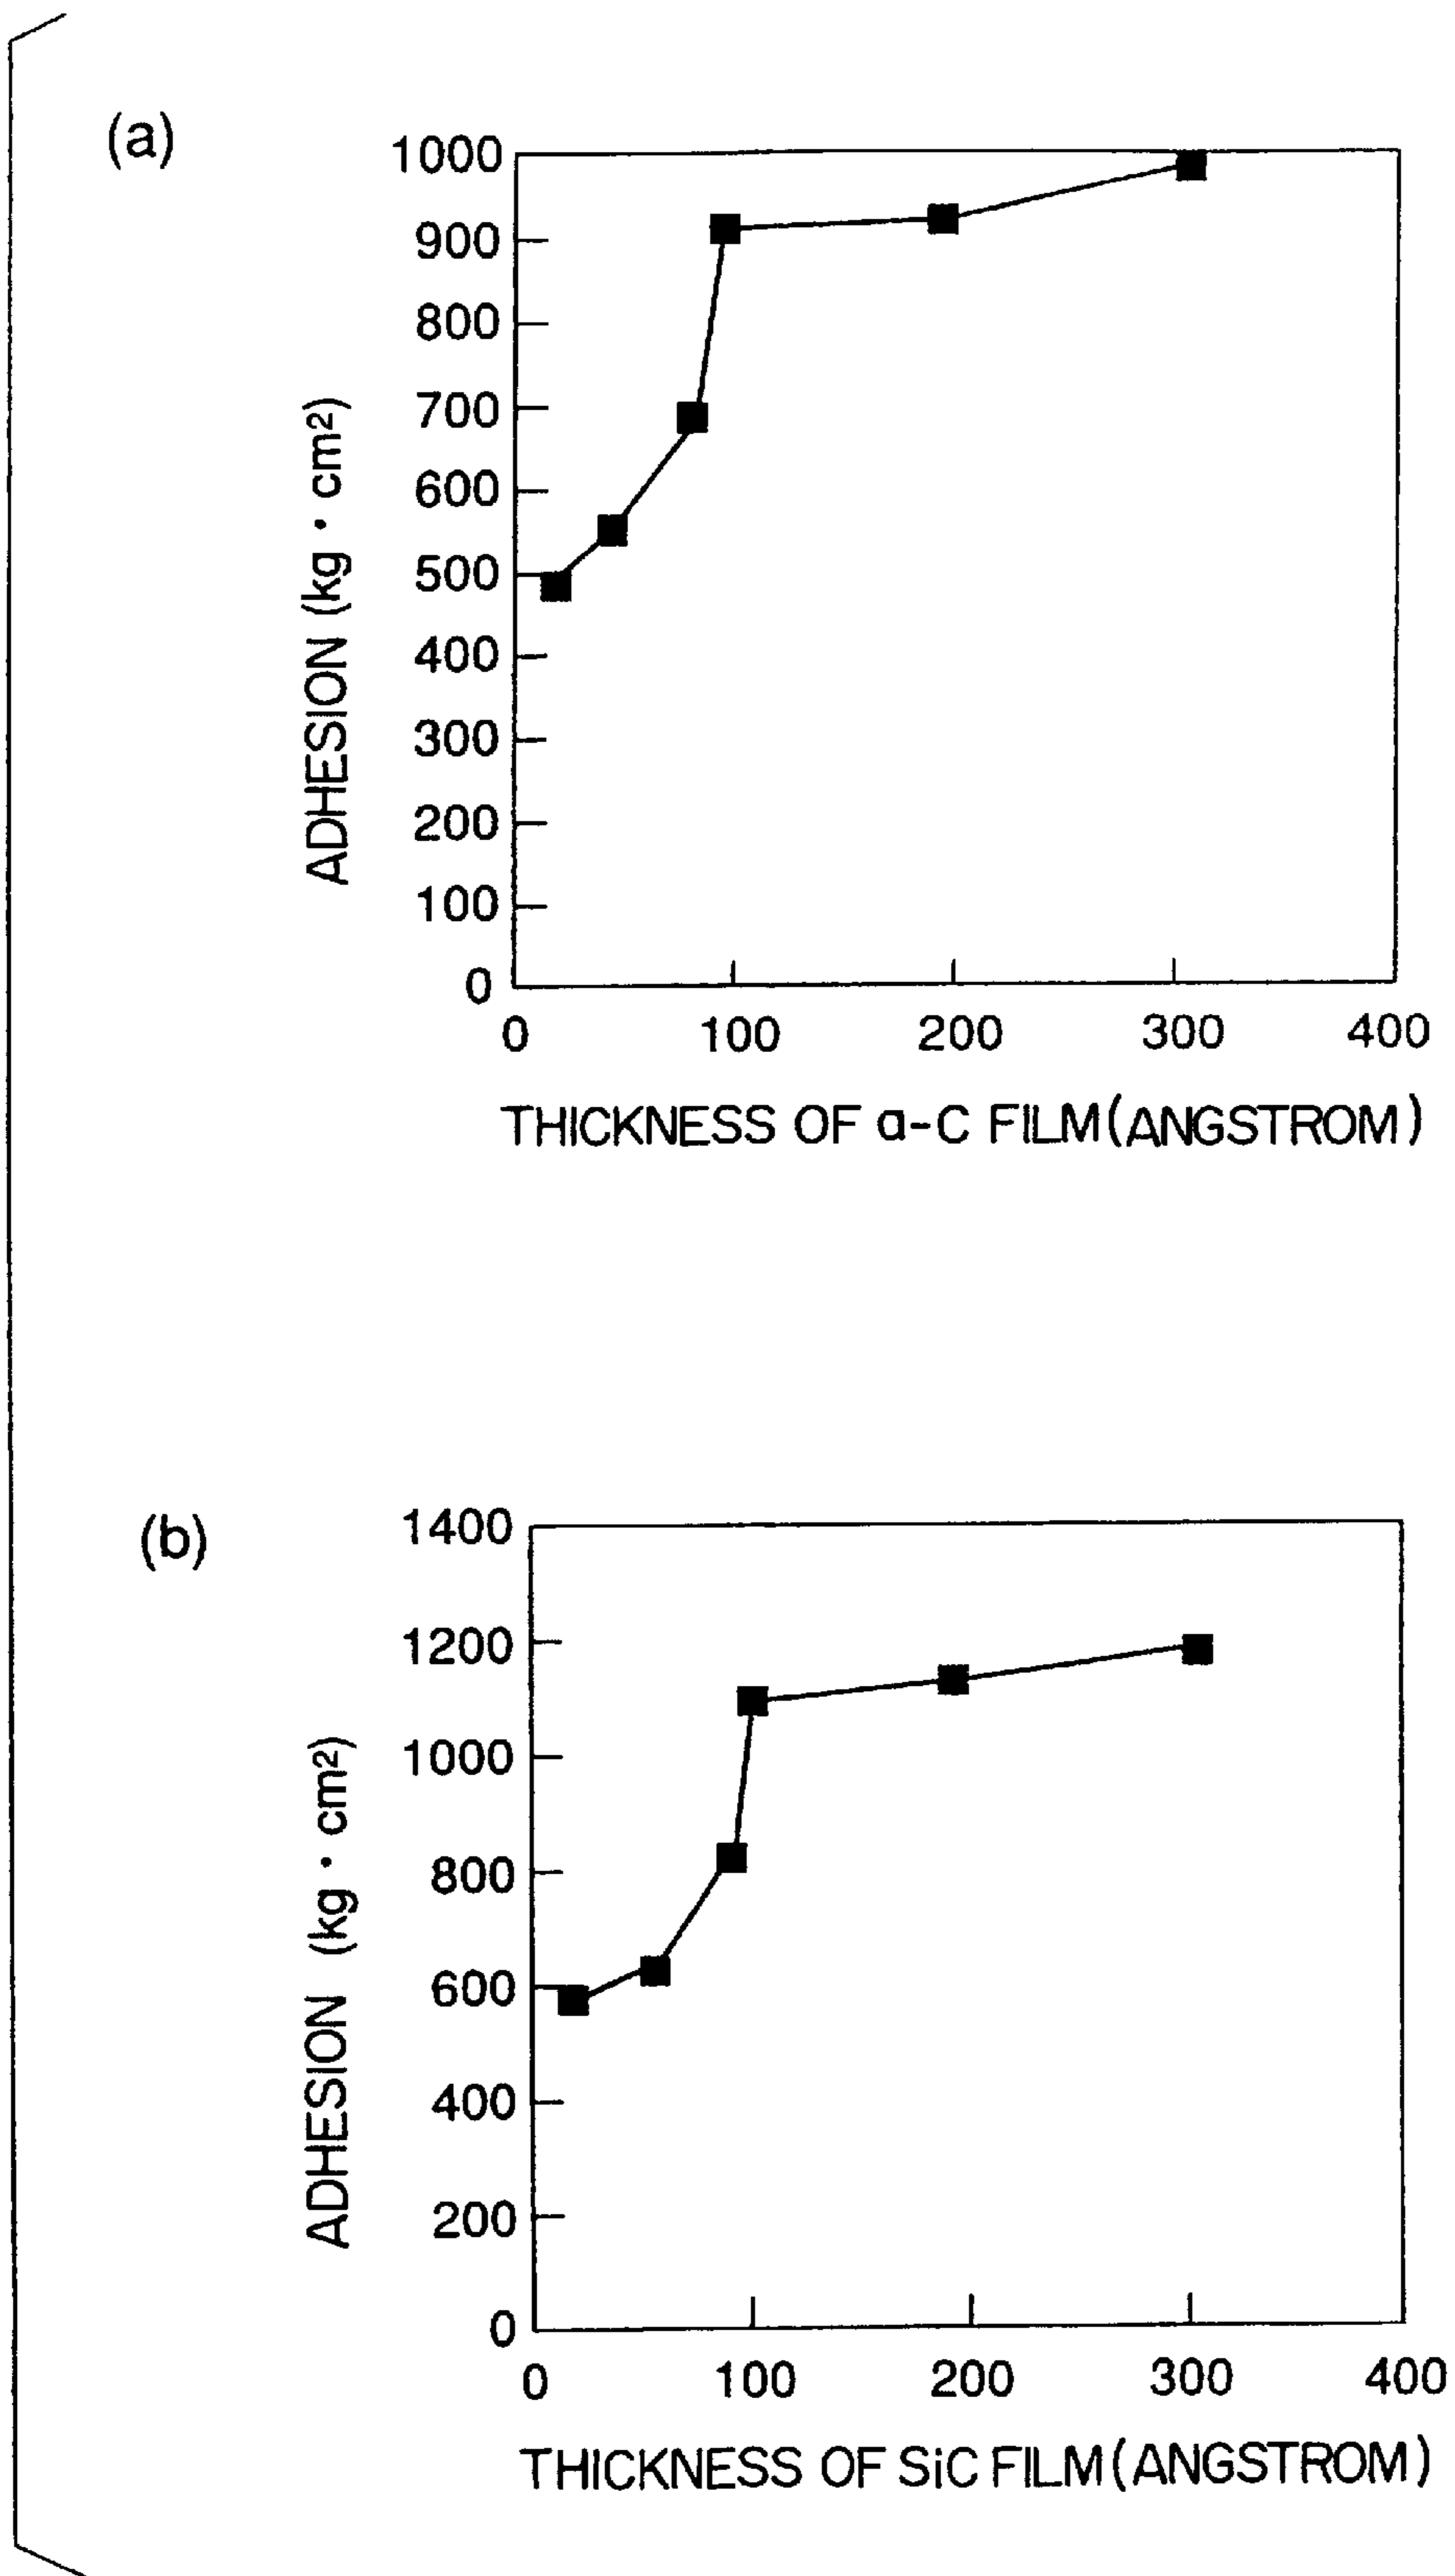 (a)
1000
900
800
700
600
500
400
300
200
100
0
ADHESION (kg・cm²)
0 100 200 300 400
THICKNESS OF a-C FILM(ANGSTROM)
(b)
1400
1200
1000
800
600
400
200
0
ADHESION (kg・cm²)
0 100 200 300 400
THICKNESS OF SiC FILM(ANGSTROM)